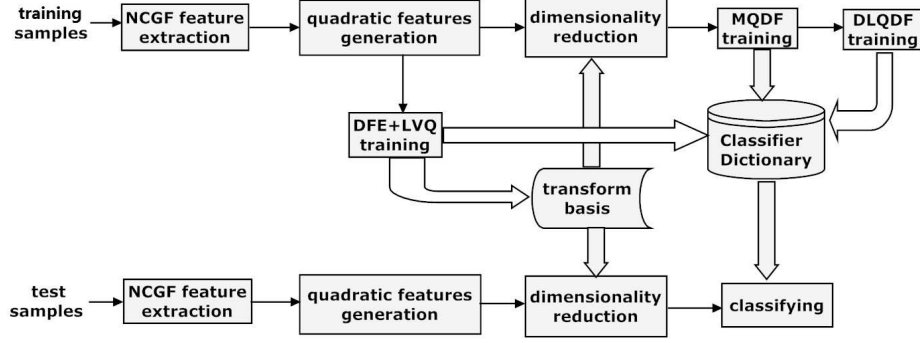 training
samples
NCGF feature
extraction
quadratic features
generation
dimensionality
reduction
MQDF
training
DLQDF
training
DFE+LVQ
training
Classifier
Dictionary
transform
basis
test
samples
NCGF feature
extraction
quadratic features
generation
dimensionality
reduction
classifying